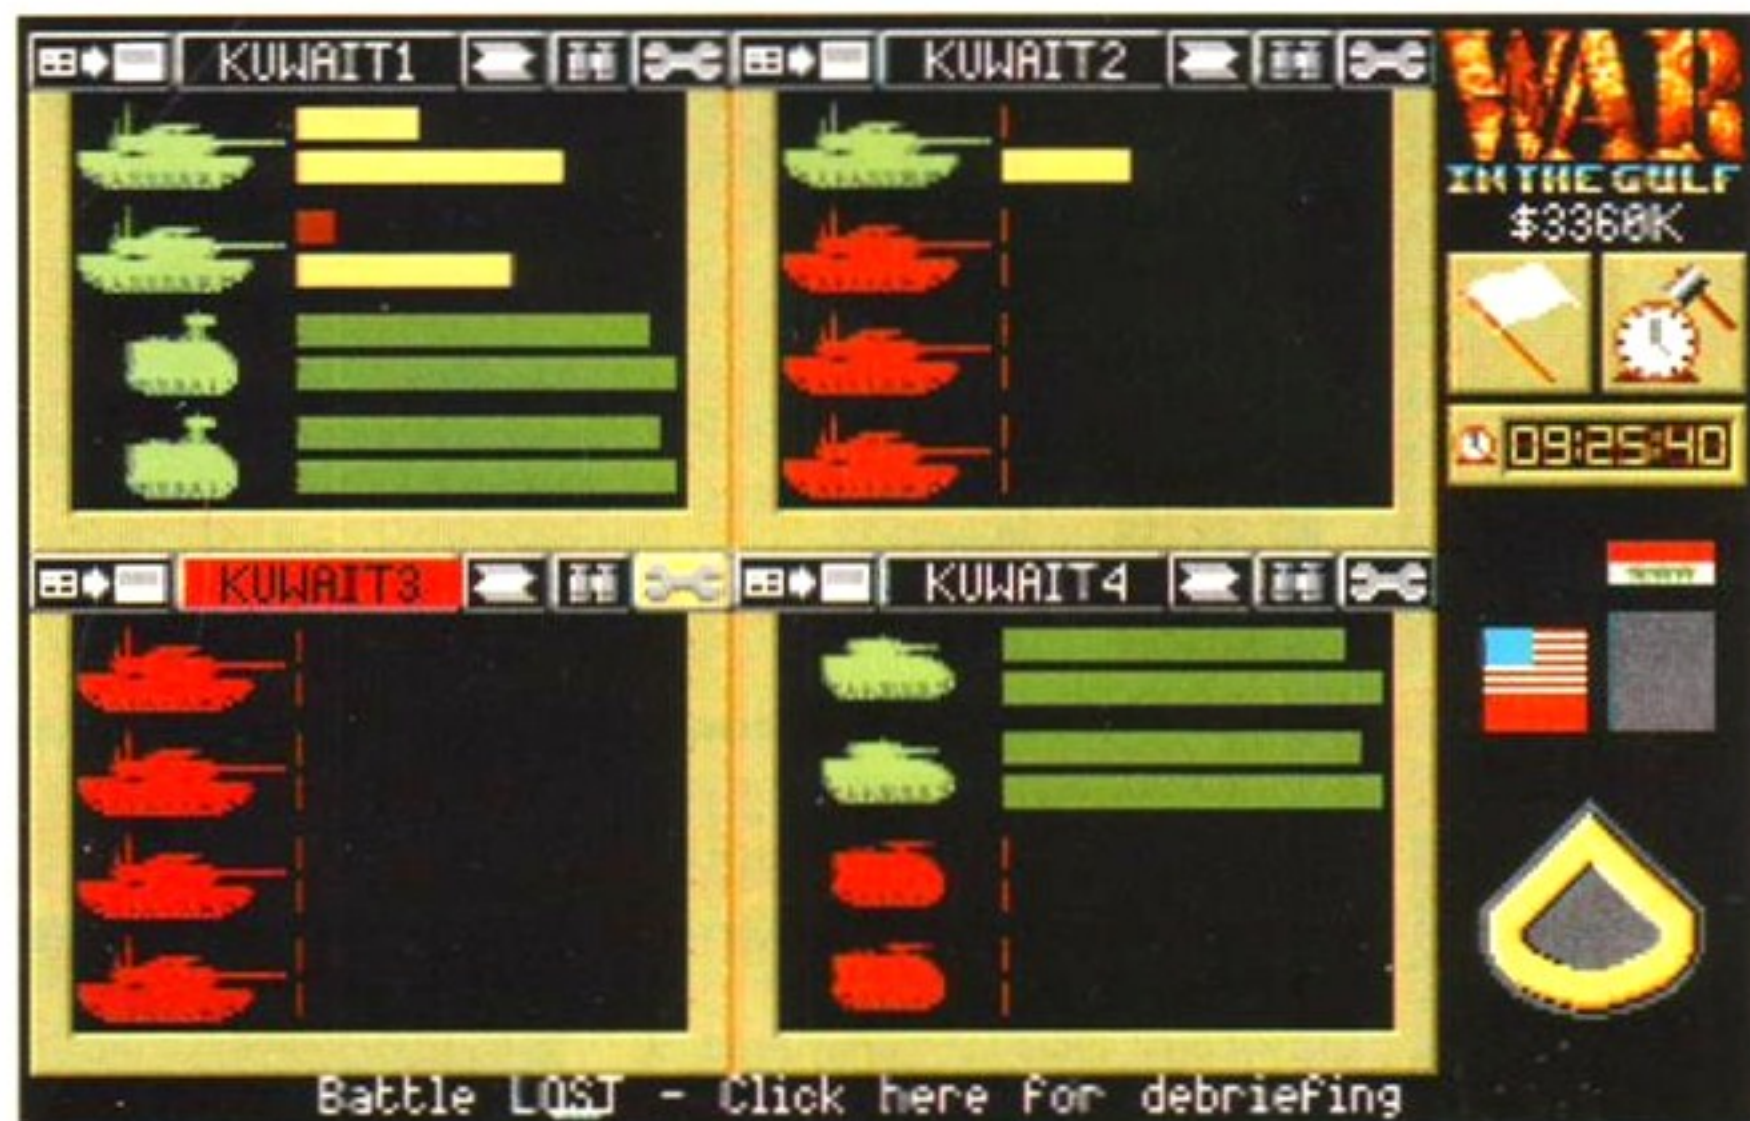 KUWAIT1
KUWAIT2
WAR
IN THE GULF
$3360K
09:25:40
KUWAIT3
KUWAIT4
Battle LOST - Click here for debriefing